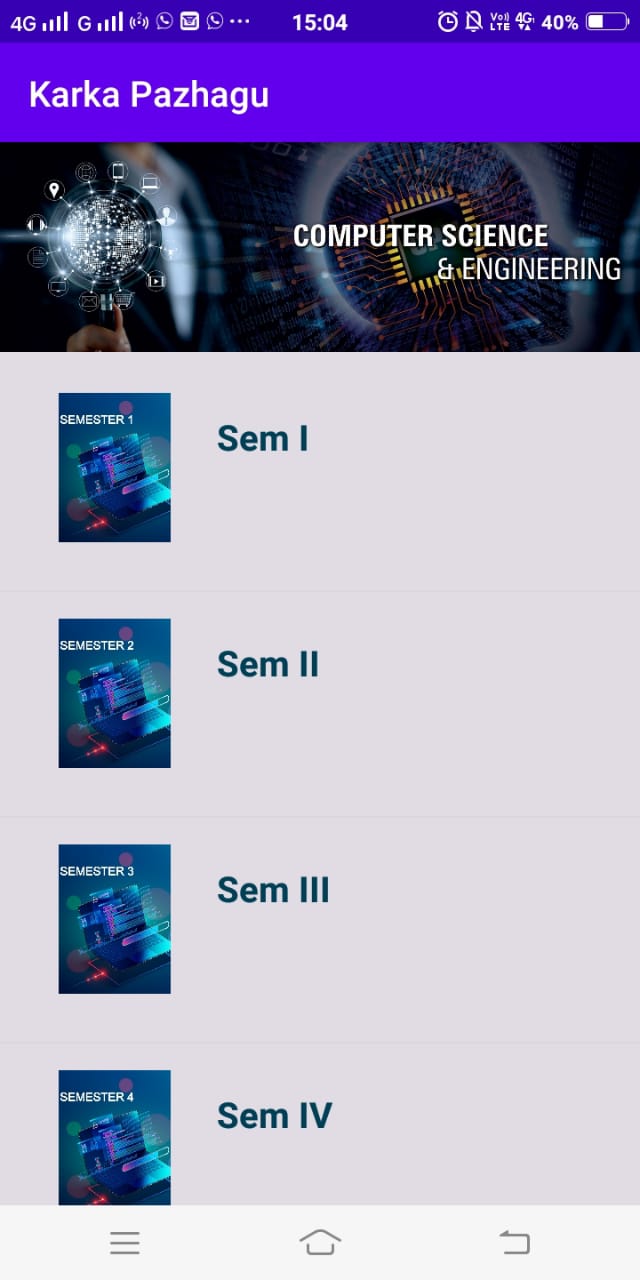 4G G 15:04 Vo)) LTE 4G 40%
Karka Pazhagu
COMPUTER SCIENCE
& ENGINEERING
SEMESTER 1
Sem I
SEMESTER 2
Sem II
SEMESTER 3
Sem III
SEMESTER 4
Sem IV